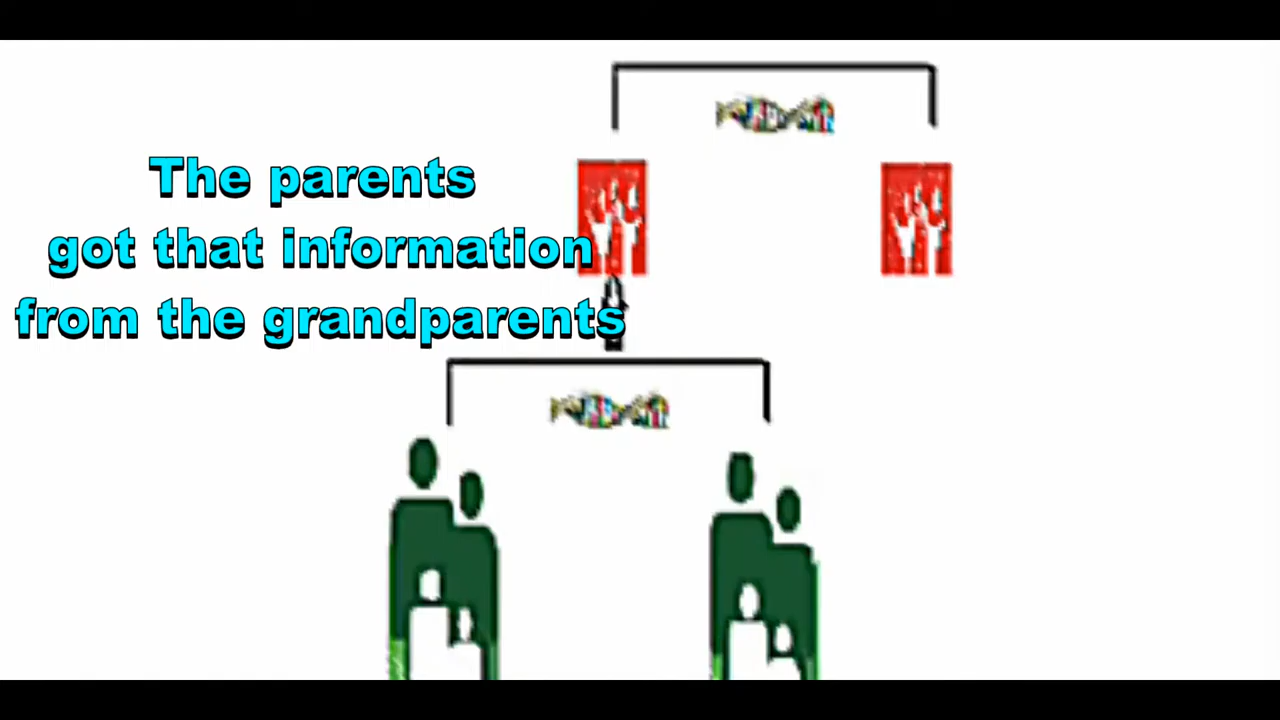 The parents
got that information
from the grandparents